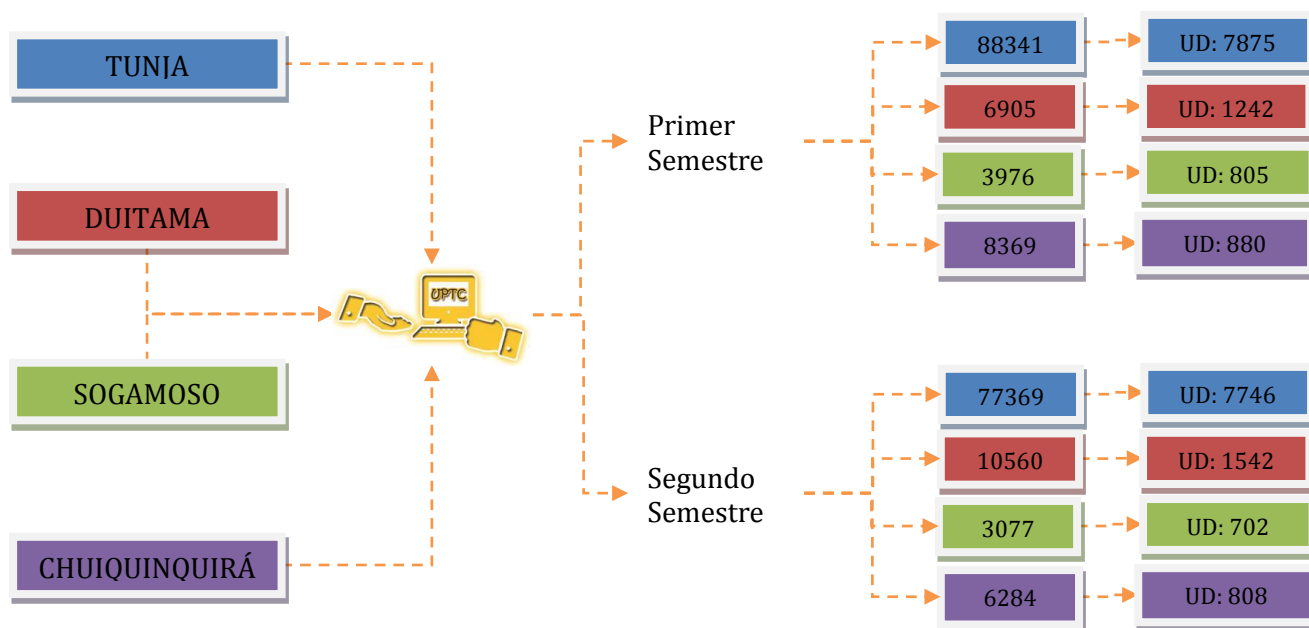 TUNJA
DUITAMA
SOGAMOSO
CHUIQUINQUIRÁ
UPTC
Primer
Semestre
88341
UD: 7875
6905
UD: 1242
3976
UD: 805
8369
UD: 880
Segundo
Semestre
77369
UD: 7746
10560
UD: 1542
3077
UD: 702
6284
UD: 808